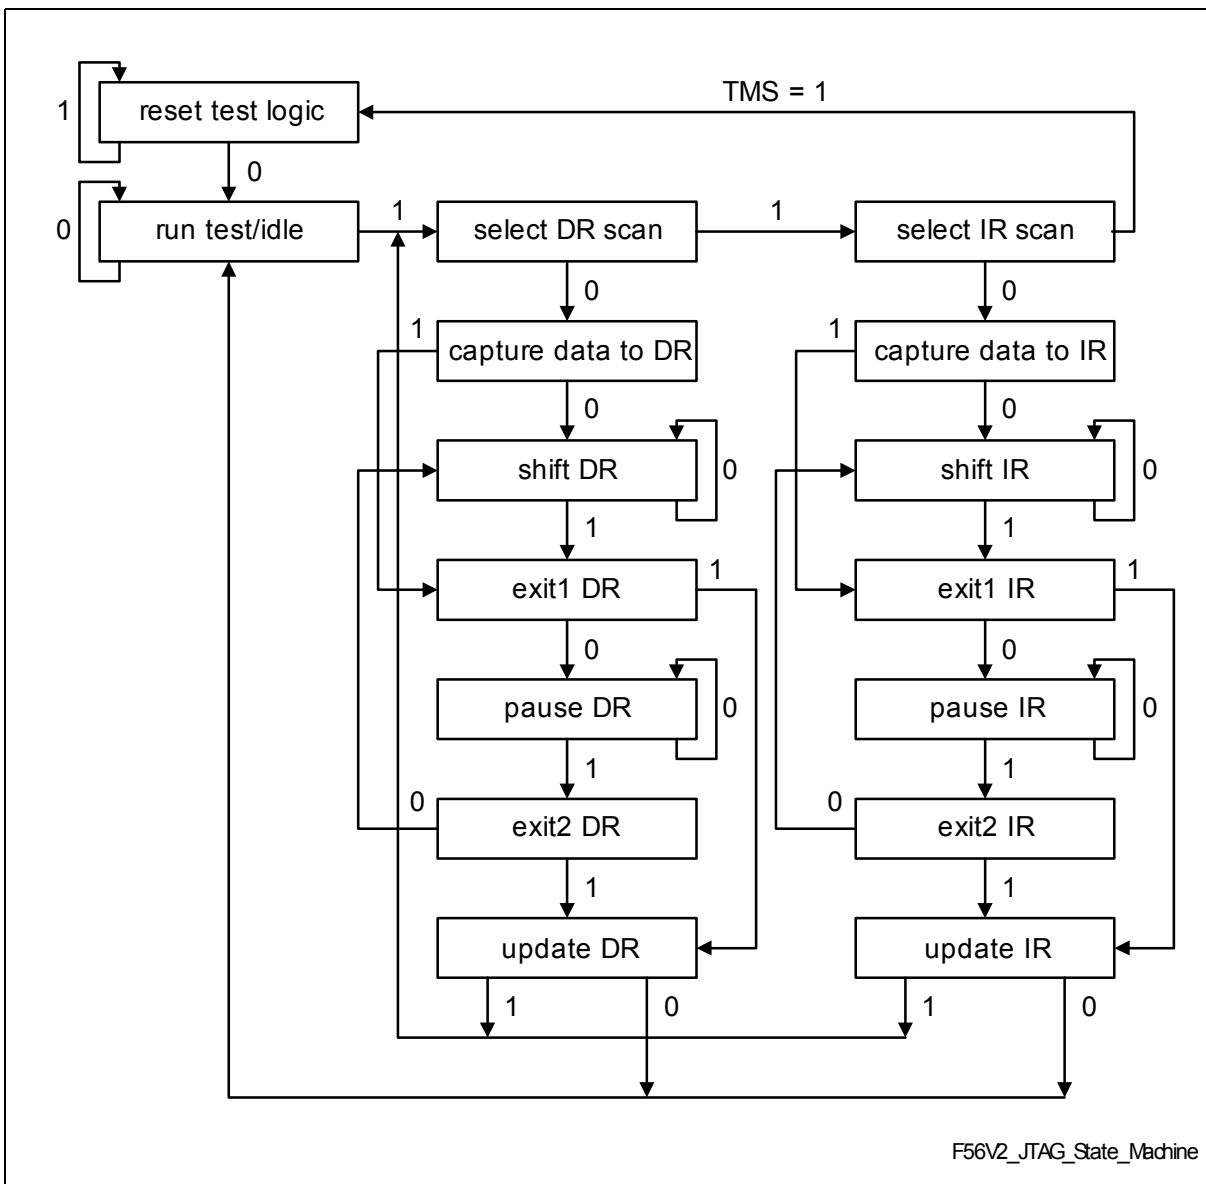 TMS = 1
1
reset test logic
0
0
run test/idle
1
select DR scan
1
select IR scan
0
0
1
capture data to DR
1
capture data to IR
0
0
shift DR
0
shift IR
0
1
1
exit1 DR
1
exit1 IR
1
0
0
pause DR
0
pause IR
0
1
1
0
exit2 DR
0
exit2 IR
1
1
update DR
update IR
1
0
1
0
F56V2_JTAG_State_Machine